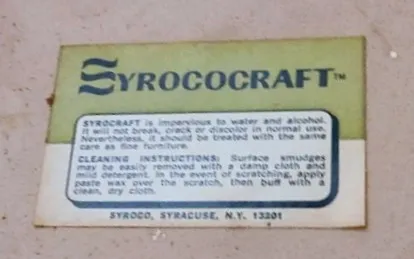 SYROCOCRAFT™
SYROCRAFT is impervious to water and alcohol.
It will not break, crack or discolor in normal use.
Nevertheless, it should be treated with the same
care as fine furniture.
CLEANING INSTRUCTIONS: Surface smudges
may be easily removed with a damp cloth and
mild detergent. In the event of scratching, apply
paste wax over the scratch, then buff with a
clean, dry cloth.
SYROCO, SYRACUSE, N.Y. 13201